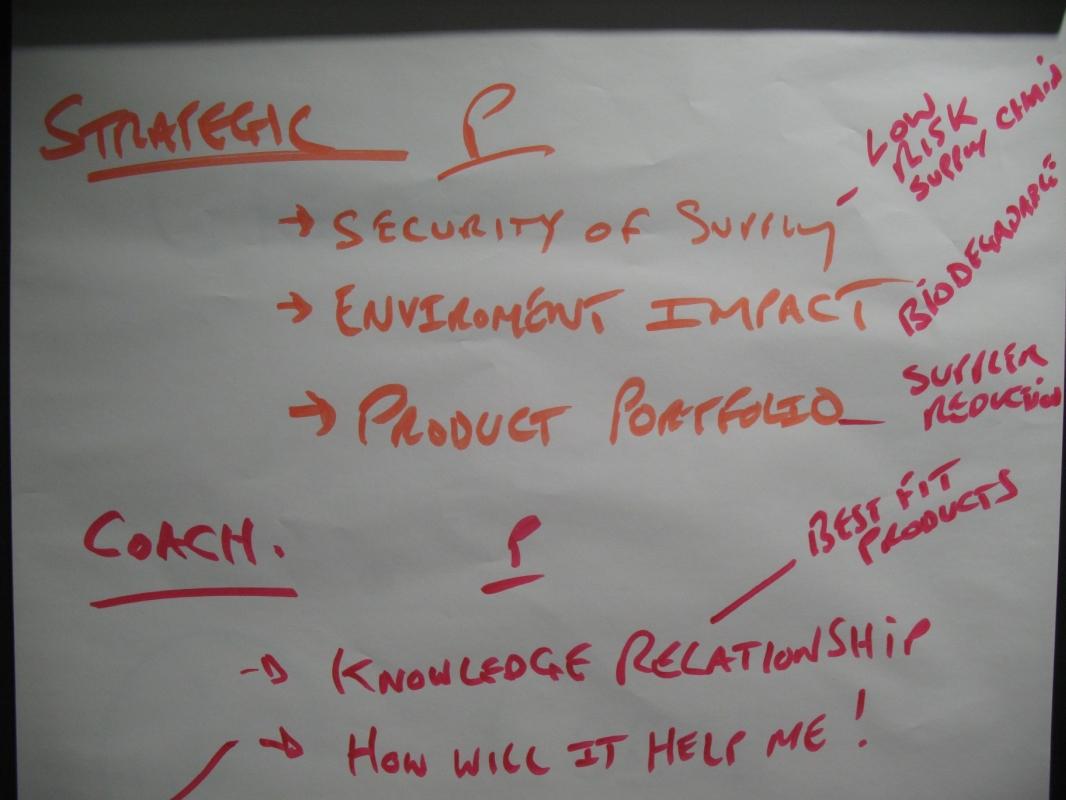 STRATEGIC P
→ SECURITY OF SUPPLY - LOW RISK SUPPLY CHAIN
→ ENVIROMENT IMPACT BIODEGRADABLE
→ PRODUCT PORTFOLIO - SUPPLER REDUCTION
COACH. P
→ KNOWLEDGE RELATIONSHIP BEST FIT PRODUCTS
→ HOW WILL IT HELP ME!